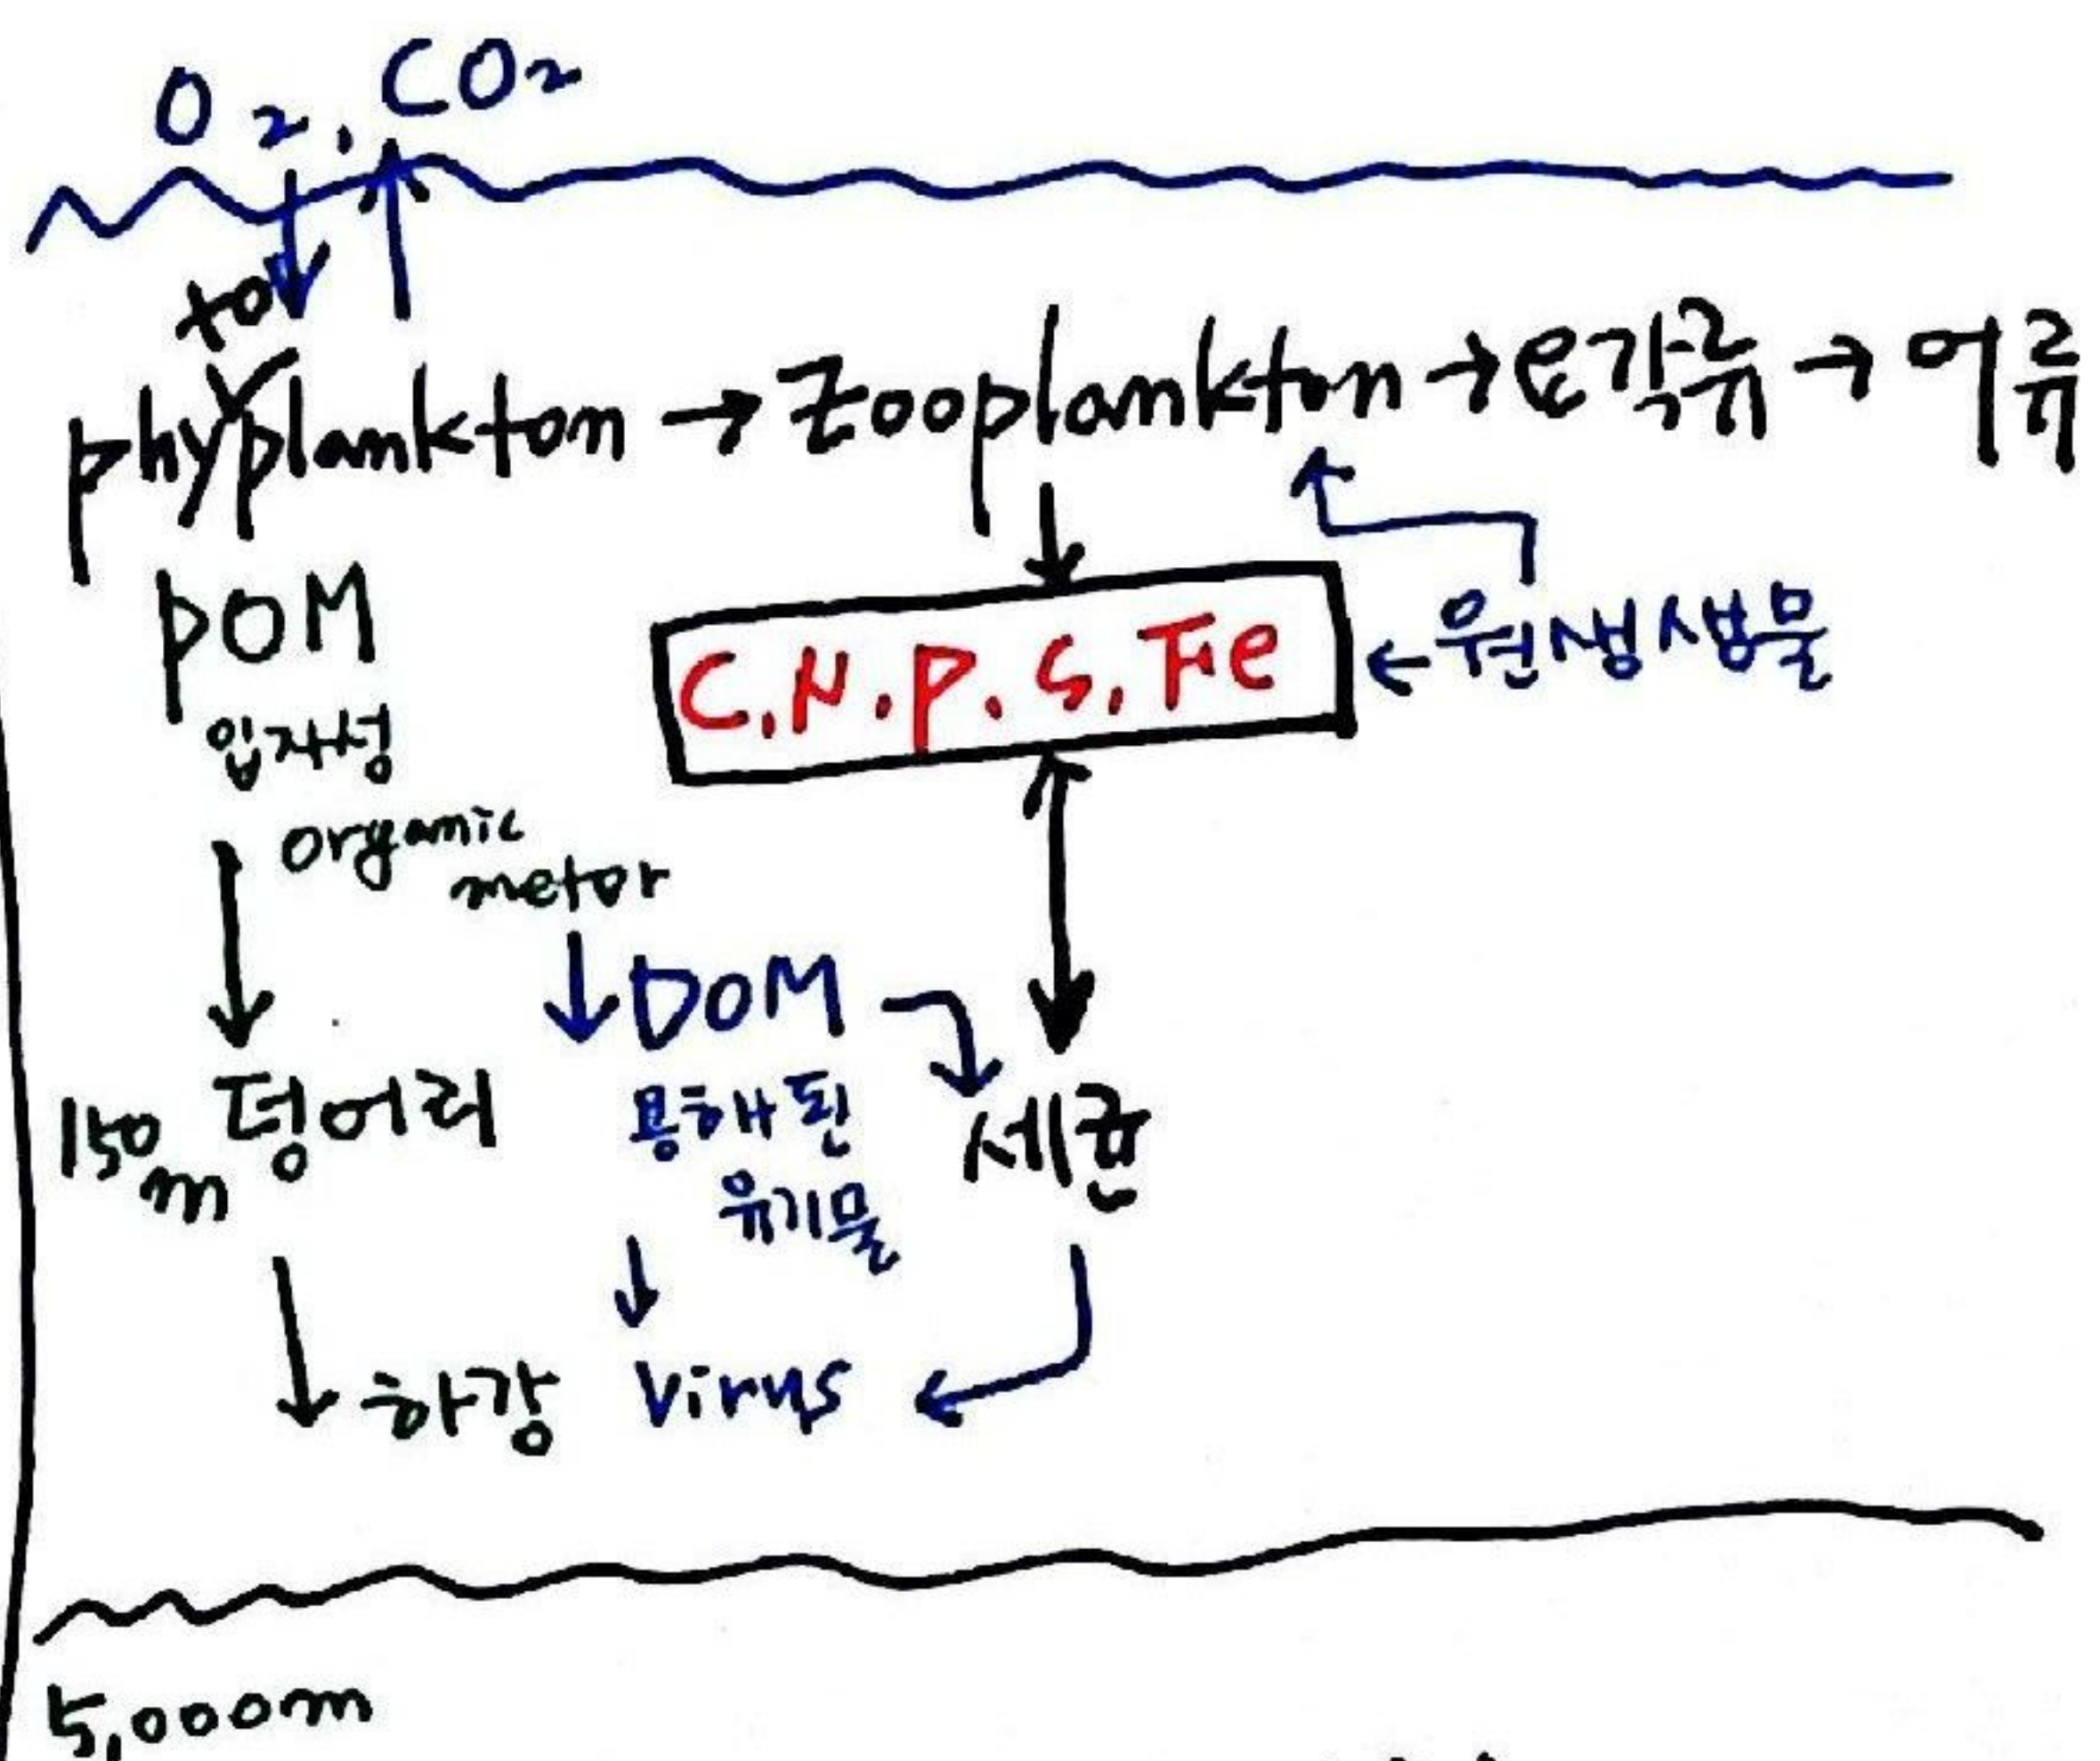 O₂, CO₂
to
phyplankton → Zooplankton → 요각류 → 어류
POM
입자성
organic
metor
C.N.P.S.Fe
← 원생생물
↓ DOM
용해된
유기물
150m
덩어리
세균
하강
Virus
5,000m